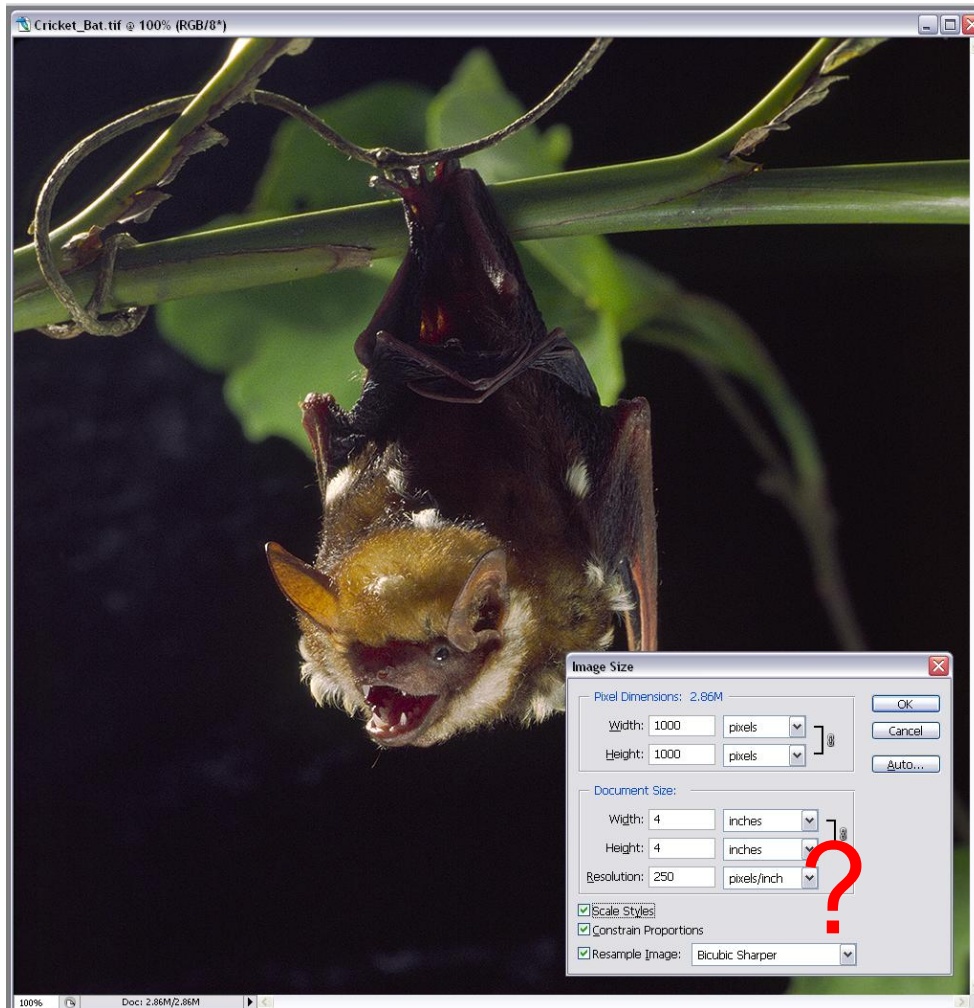 Cricket_Bat.tif @ 100% (RGB/8*)
Image Size
Pixel Dimensions: 2.86M
OK
Width: 1000 pixels
Cancel
Height: 1000 pixels
Auto...
Document Size:
Width: 4 inches
Height: 4 inches
Resolution: 250 pixels/inch
?
Scale Styles
Constrain Proportions
Resample Image: Bicubic Sharper
100% Doc: 2.86M/2.86M